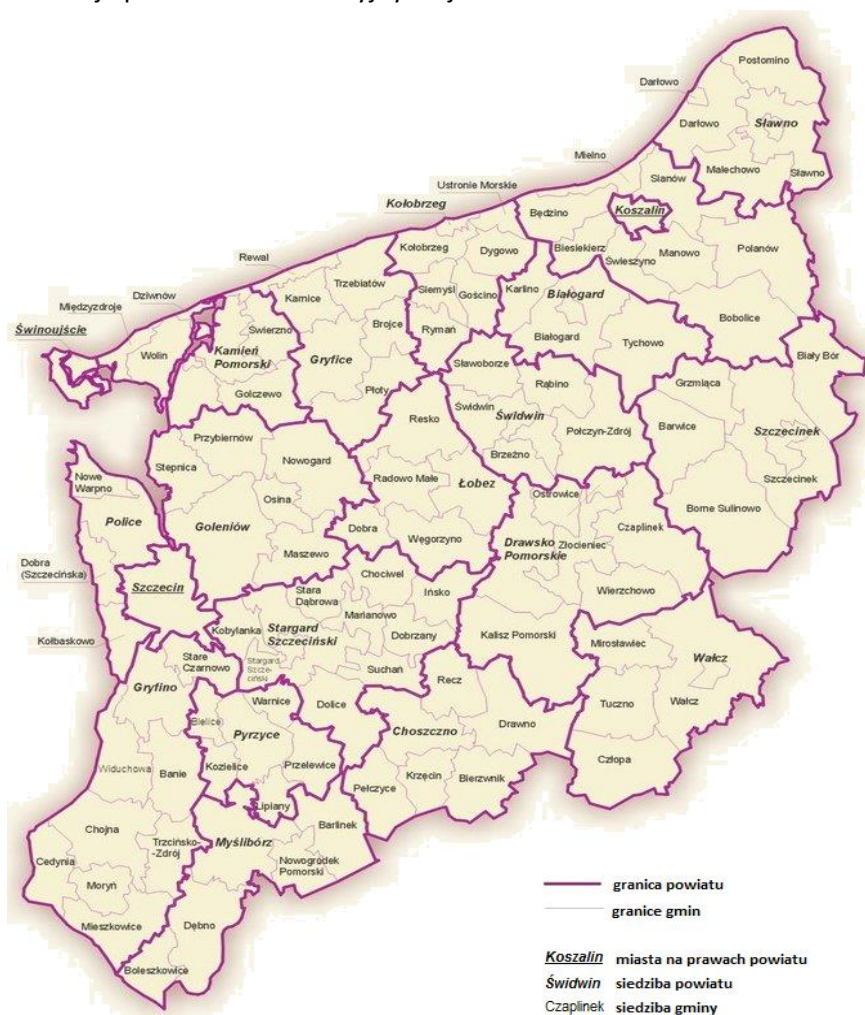 Postomino
Darłowo
Darłowo
Sławno
Mielno
Malechowo
Sławno
Sianów
Ustronie Morskie
Kołobrzeg
Będzino
Koszalin
Kołobrzeg
Dygowo
Biesiekierz
Manowo
Polanów
Świeszyno
Rewal
Trzebiatów
Karnice
Siemyśl
Gościno
Karlino
Białogard
Dziwnów
Międzyzdroje
Świerzno
Brojce
Rymań
Białogard
Tychowo
Bobolice
Świnoujście
Wolin
Kamień
Pomorski
Gryfice
Sławoborze
Biały Bór
Rąbino
Grzmiąca
Golczewo
Płoty
Resko
Świdwin
Świdwin
Połczyn-Zdrój
Barwice
Szczecinek
Przybiernów
Nowogard
Brzeźno
Stepnica
Nowe
Warpno
Radowo Małe
Łobez
Szczecinek
Osina
Ostrowice
Borne Sulinowo
Police
Goleniów
Dobra
Węgorzyno
Drawsko
Pomorskie
Złocieniec
Czaplinek
Maszewo
Dobra
(Szczecińska)
Chociwel
Szczecin
Stara
Dąbrowa
Ińsko
Wierzchowo
Marianowo
Kołbaskowo
Kobylanka
Stargard
Szczeciński
Dobrzany
Kalisz Pomorski
Mirosławiec
Stare
Czarnowo
Stargard
Szcze-
ciński
Suchań
Wałcz
Gryfino
Recz
Warnice
Dolice
Tuczno
Wałcz
Bielice
Pyrzyce
Choszczno
Drawno
Widuchowa
Banie
Kozielice
Przelewice
Człopa
Pełczyce
Krzęcin
Bierzwnik
Lipiany
Chojna
Barlinek
Trzcińsko-
-Zdrój
Myślibórz
Cedynia
Nowogródek
Pomorski
Moryń
Mieszkowice
Dębno
Boleszkowice
granica powiatu
granice gmin
Koszalin miasta na prawach powiatu
Świdwin siedziba powiatu
Czaplinek siedziba gminy